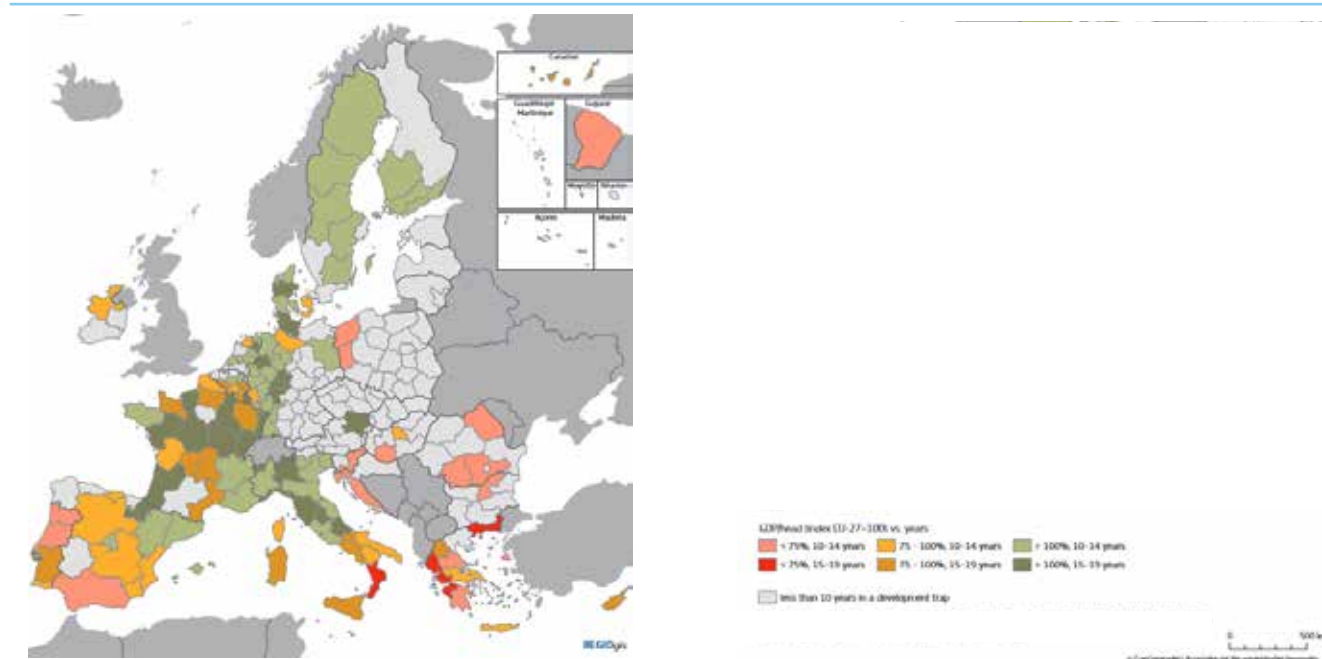 Canarias
Guadeloupe
Martinique
Guyane
Mayotte
Réunion
Açores
Madeira
REGIOgis
GDP/head (index EU-27=100) vs. years
< 75%, 10-14 years
75 - 100%, 10-14 years
> 100%, 10-14 years
< 75%, 15-19 years
75 - 100%, 15-19 years
> 100%, 15-19 years
less than 10 years in a development trap
0
500 k